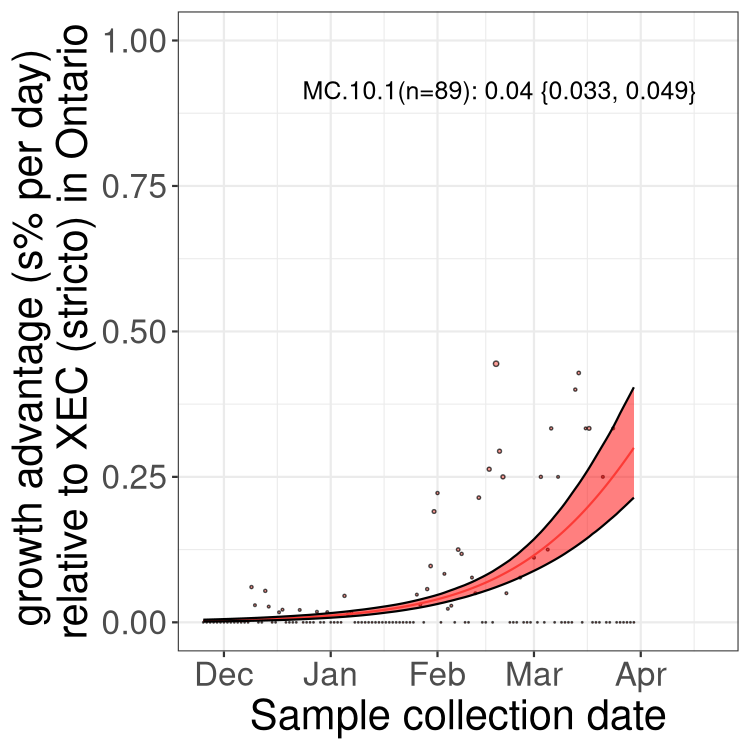 growth advantage (s% per day)
relative to XEC (stricto) in Ontario
1.00
0.75
0.50
0.25
0.00
MC.10.1(n=89): 0.04 {0.033, 0.049}
Dec Jan Feb Mar Apr
Sample collection date